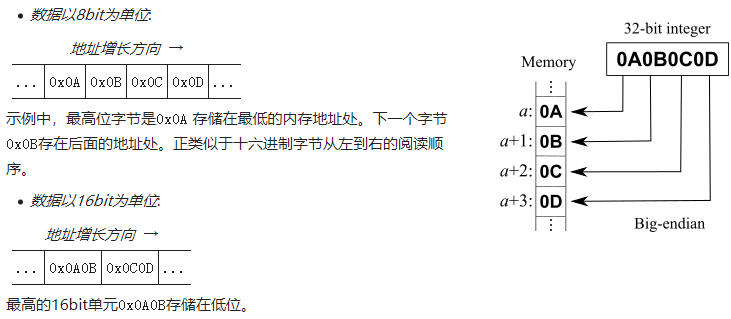 • 数据以8bit为单位:
地址增长方向 →
... 0x0A 0x0B 0x0C 0x0D ...
示例中，最高位字节是0x0A 存储在最低的内存地址处。下一个字节
0x0B存在后面的地址处。正类似于十六进制字节从左到右的阅读顺
序。
• 数据以16bit为单位:
地址增长方向 →
... 0x0A0B 0x0C0D ...
最高的16bit单元0x0A0B存储在低位。
32-bit integer
0A0B0C0D
Memory
a: 0A
a+1: 0B
a+2: 0C
a+3: 0D
Big-endian